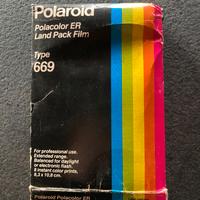 Polaroid
Polacolor ER
Land Pack Film
Type
669
For professional use.
Extended range.
Balanced for daylight
or electronic flash.
8 instant color prints,
8,3 x 10,8 cm.
Polaroid Polacolor ER